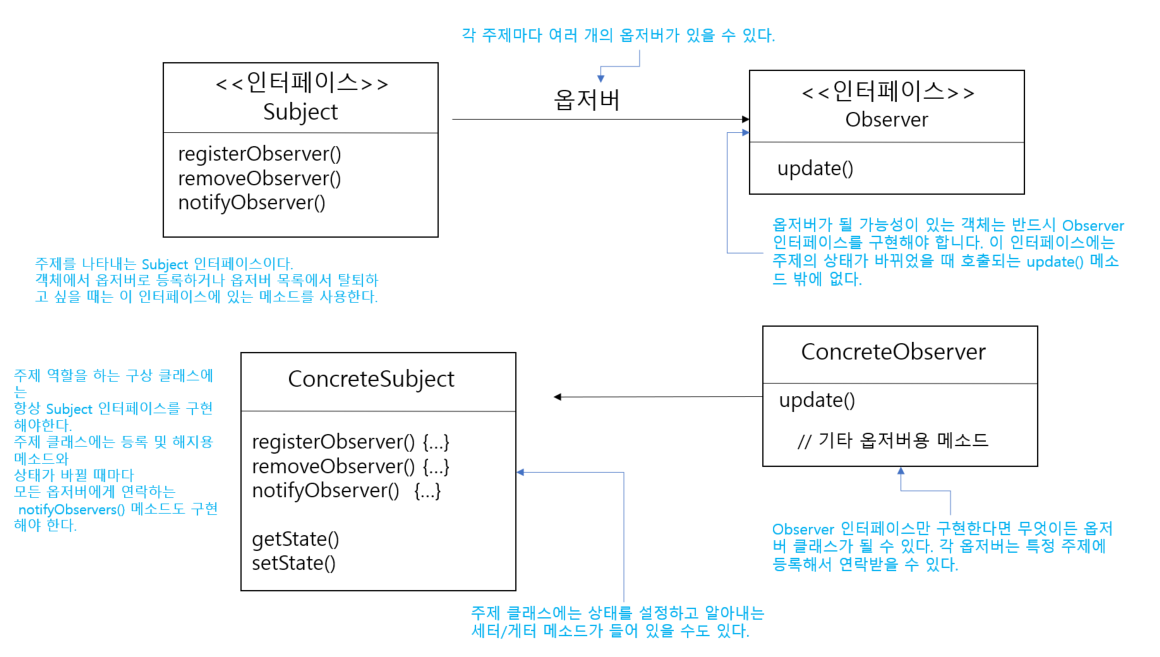 각 주제마다 여러 개의 옵저버가 있을 수 있다.
<<인터페이스>>
Subject
registerObserver()
removeObserver()
notifyObserver()
옵저버
<<인터페이스>>
Observer
update()
주제를 나타내는 Subject 인터페이스이다.
객체에서 옵저버로 등록하거나 옵저버 목록에서 탈퇴하
고 싶을 때는 이 인터페이스에 있는 메소드를 사용한다.
옵저버가 될 가능성이 있는 객체는 반드시 Observer
인터페이스를 구현해야 합니다. 이 인터페이스에는
주제의 상태가 바뀌었을 때 호출되는 update() 메소
드 밖에 없다.
주제 역할을 하는 구상 클래스에
는
항상 Subject 인터페이스를 구현
해야한다.
주제 클래스에는 등록 및 해지용
메소드와
상태가 바뀔 때마다
모든 옵저버에게 연락하는
notifyObservers() 메소드도 구현
해야 한다.
ConcreteSubject
registerObserver() {...}
removeObserver() {...}
notifyObserver() {...}
getState()
setState()
ConcreteObserver
update()
// 기타 옵저버용 메소드
Observer 인터페이스만 구현한다면 무엇이든 옵저
버 클래스가 될 수 있다. 각 옵저버는 특정 주제에
등록해서 연락받을 수 있다.
주제 클래스에는 상태를 설정하고 알아내는
세터/게터 메소드가 들어 있을 수도 있다.